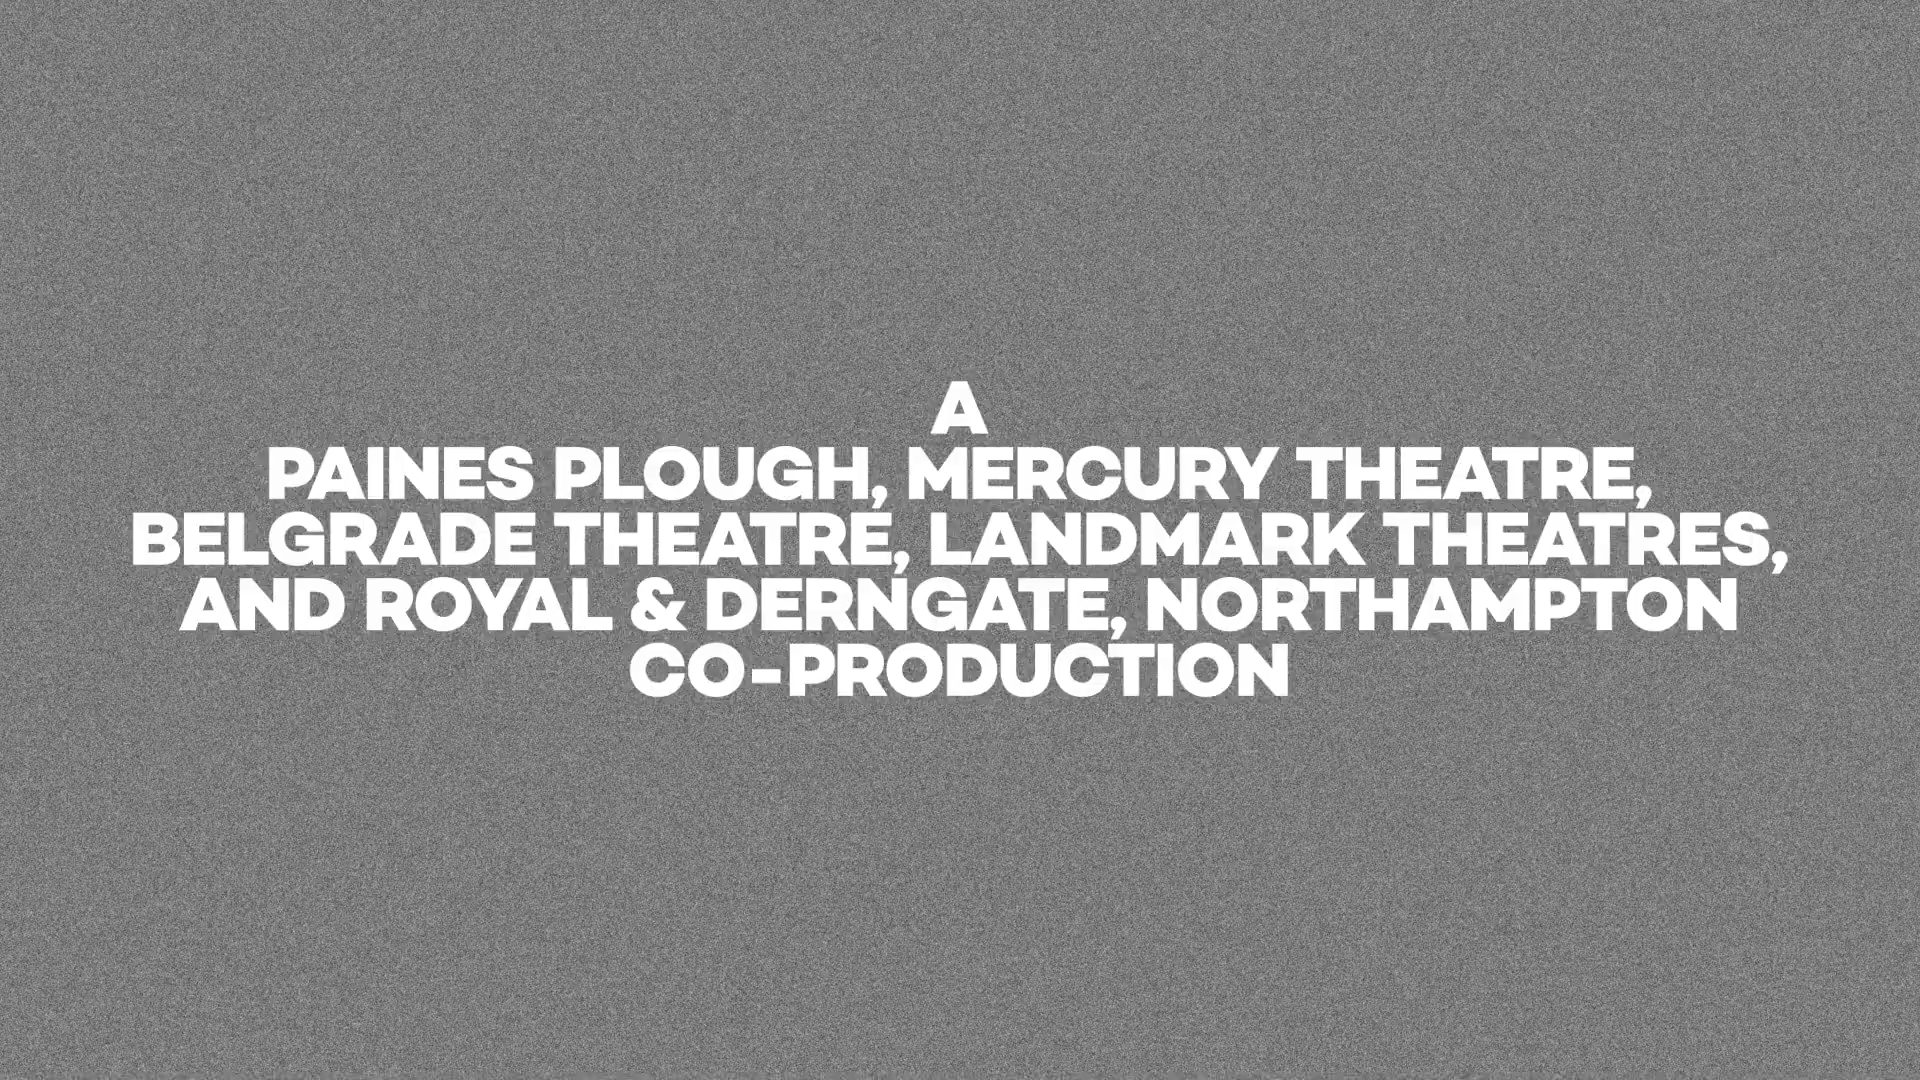 A
PAINES PLOUGH, MERCURY THEATRE,
BELGRADE THEATRE, LANDMARK THEATRES,
AND ROYAL & DERNGATE, NORTHAMPTON
CO-PRODUCTION